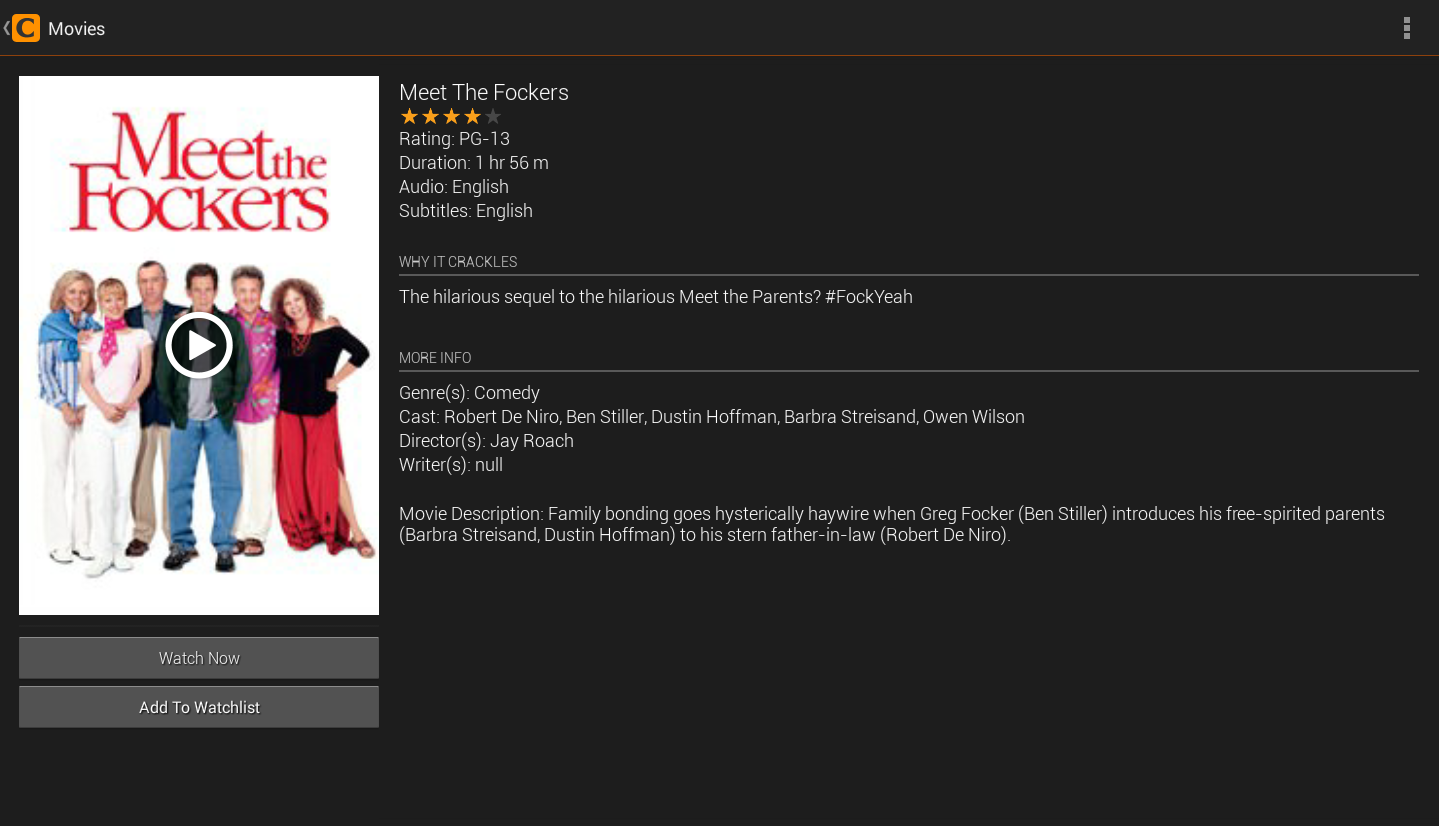 C Movies
Meet the
Fockers
Watch Now
Add To Watchlist
Meet The Fockers
Rating: PG-13
Duration: 1 hr 56 m
Audio: English
Subtitles: English
WHY IT CRACKLES
The hilarious sequel to the hilarious Meet the Parents? #FockYeah
MORE INFO
Genre(s): Comedy
Cast: Robert De Niro, Ben Stiller, Dustin Hoffman, Barbra Streisand, Owen Wilson
Director(s): Jay Roach
Writer(s): null
Movie Description: Family bonding goes hysterically haywire when Greg Focker (Ben Stiller) introduces his free-spirited parents
(Barbra Streisand, Dustin Hoffman) to his stern father-in-law (Robert De Niro).